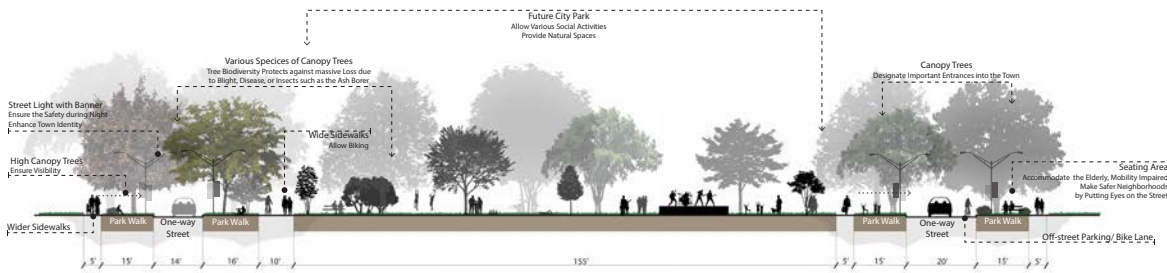 Future City Park
Allow Various Social Activities
Provide Natural Spaces
Various Specices of Canopy Trees
Tree Biodiversity Protects against massive Loss due
to Blight, Disease, or Insects such as the Ash Borer
Canopy Trees
Designate Important Entrances into the Town
Street Light with Banner
Ensure the Safety during Night
Enhance Town Identity
Wide Sidewalks
Allow Biking
High Canopy Trees
Ensure Visibility
Seating Area
Accommodate the Elderly, Mobility Impaired
Make Safer Neighborhoods
by Putting Eyes on the Street
Wider Sidewalks
Park Walk
One-way
Street
Park Walk
Park Walk
One-way
Street
Park Walk
Off-street Parking/ Bike Lane
5' 15' 14' 16' 10' 155' 5' 15' 20' 15' 5'